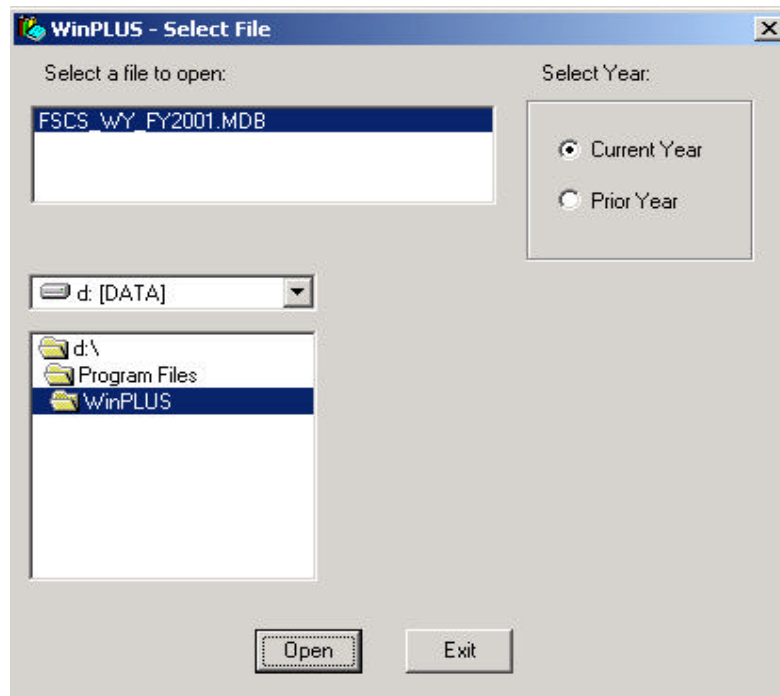 WinPLUS - Select File
Select a file to open:
Select Year:
FSCS_WY_FY2001.MDB
Current Year
Prior Year
d: [DATA]
d:\
Program Files
WinPLUS
Open
Exit